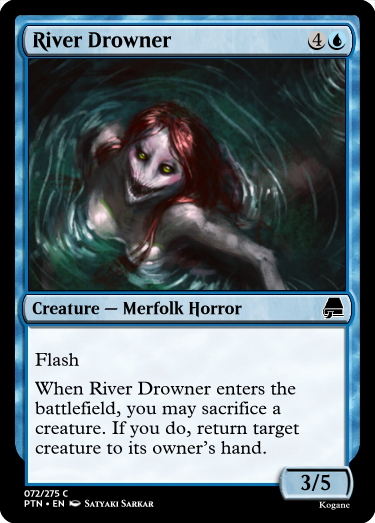 River Drowner 4
Creature — Merfolk Horror
Flash
When River Drowner enters the
battlefield, you may sacrifice a
creature. If you do, return target
creature to its owner's hand.
3/5
072/275 C
PTN • EN Satyaki Sarkar
Kogane